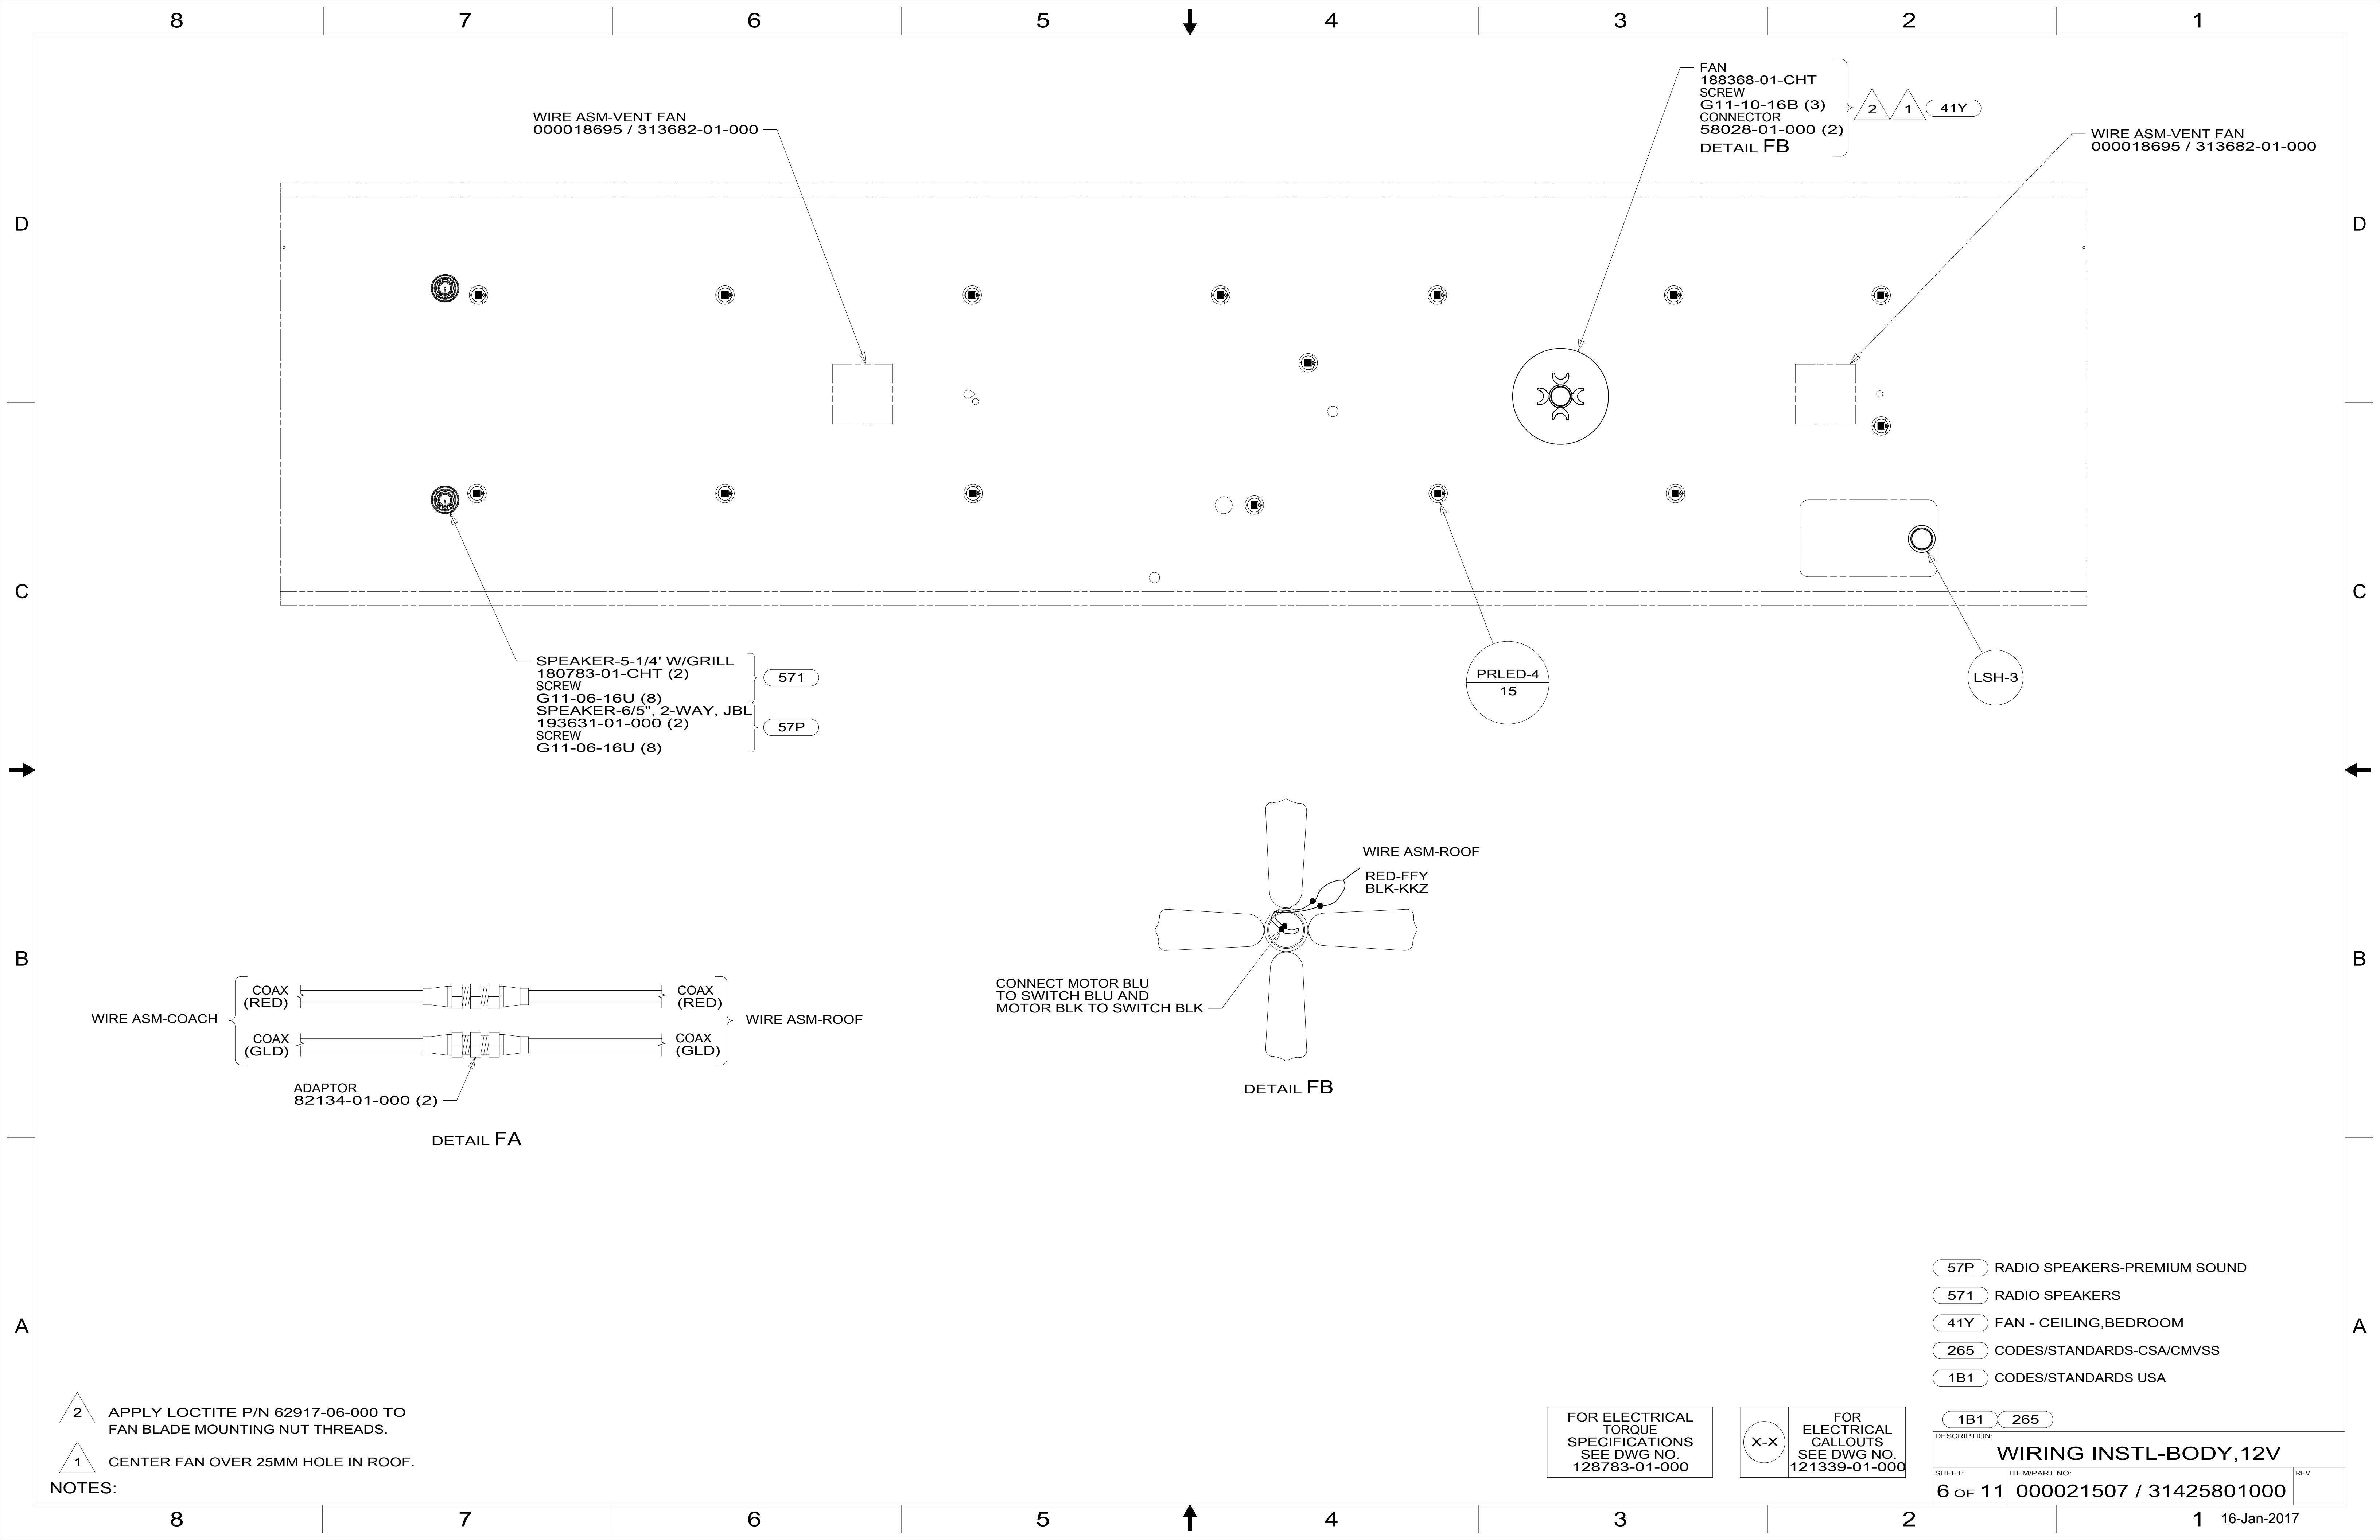 8 7 6 5 4 3 2 1
D
D
C
C
B
B
A
A
WIRE ASM-VENT FAN
000018695 / 313682-01-000
FAN
188368-01-CHT
SCREW
G11-10-16B (3)
CONNECTOR
58028-01-000 (2)
DETAIL FB
2
1
41Y
WIRE ASM-VENT FAN
000018695 / 313682-01-000
SPEAKER-5-1/4' W/GRILL
180783-01-CHT (2)
SCREW
G11-06-16U (8)
571
SPEAKER-6/5", 2-WAY, JBL
193631-01-000 (2)
SCREW
G11-06-16U (8)
57P
PRLED-4
15
LSH-3
WIRE ASM-ROOF
RED-FFY
BLK-KKZ
CONNECT MOTOR BLU
TO SWITCH BLU AND
MOTOR BLK TO SWITCH BLK
DETAIL FB
WIRE ASM-COACH
COAX
(RED)
COAX
(GLD)
COAX
(RED)
COAX
(GLD)
WIRE ASM-ROOF
ADAPTOR
82134-01-000 (2)
DETAIL FA
57P RADIO SPEAKERS-PREMIUM SOUND
571 RADIO SPEAKERS
41Y FAN - CEILING,BEDROOM
265 CODES/STANDARDS-CSA/CMVSS
1B1 CODES/STANDARDS USA
1B1 265
2 APPLY LOCTITE P/N 62917-06-000 TO
FAN BLADE MOUNTING NUT THREADS.
1 CENTER FAN OVER 25MM HOLE IN ROOF.
NOTES:
FOR ELECTRICAL
TORQUE
SPECIFICATIONS
SEE DWG NO.
128783-01-000
X-X
FOR
ELECTRICAL
CALLOUTS
SEE DWG NO.
121339-01-000
DESCRIPTION:
WIRING INSTL-BODY,12V
SHEET:
6 OF 11
ITEM/PART NO:
000021507 / 31425801000
REV
8 7 6 5 4 3 2 1
16-Jan-2017